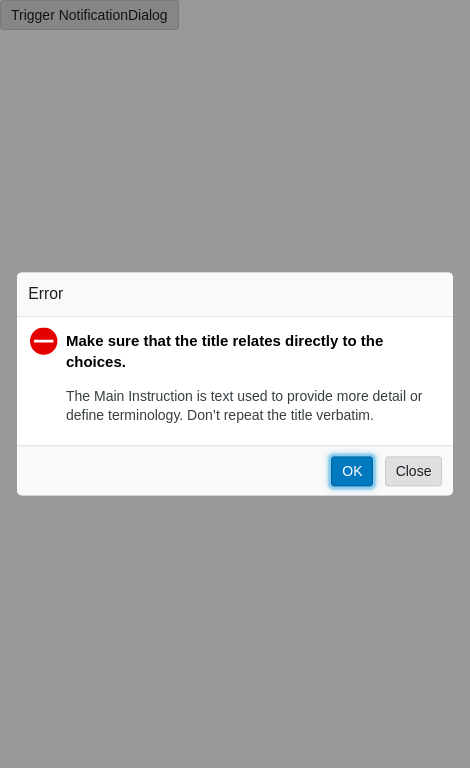 Trigger NotificationDialog
Error
Make sure that the title relates directly to the
choices.
The Main Instruction is text used to provide more detail or
define terminology. Don’t repeat the title verbatim.
OK
Close